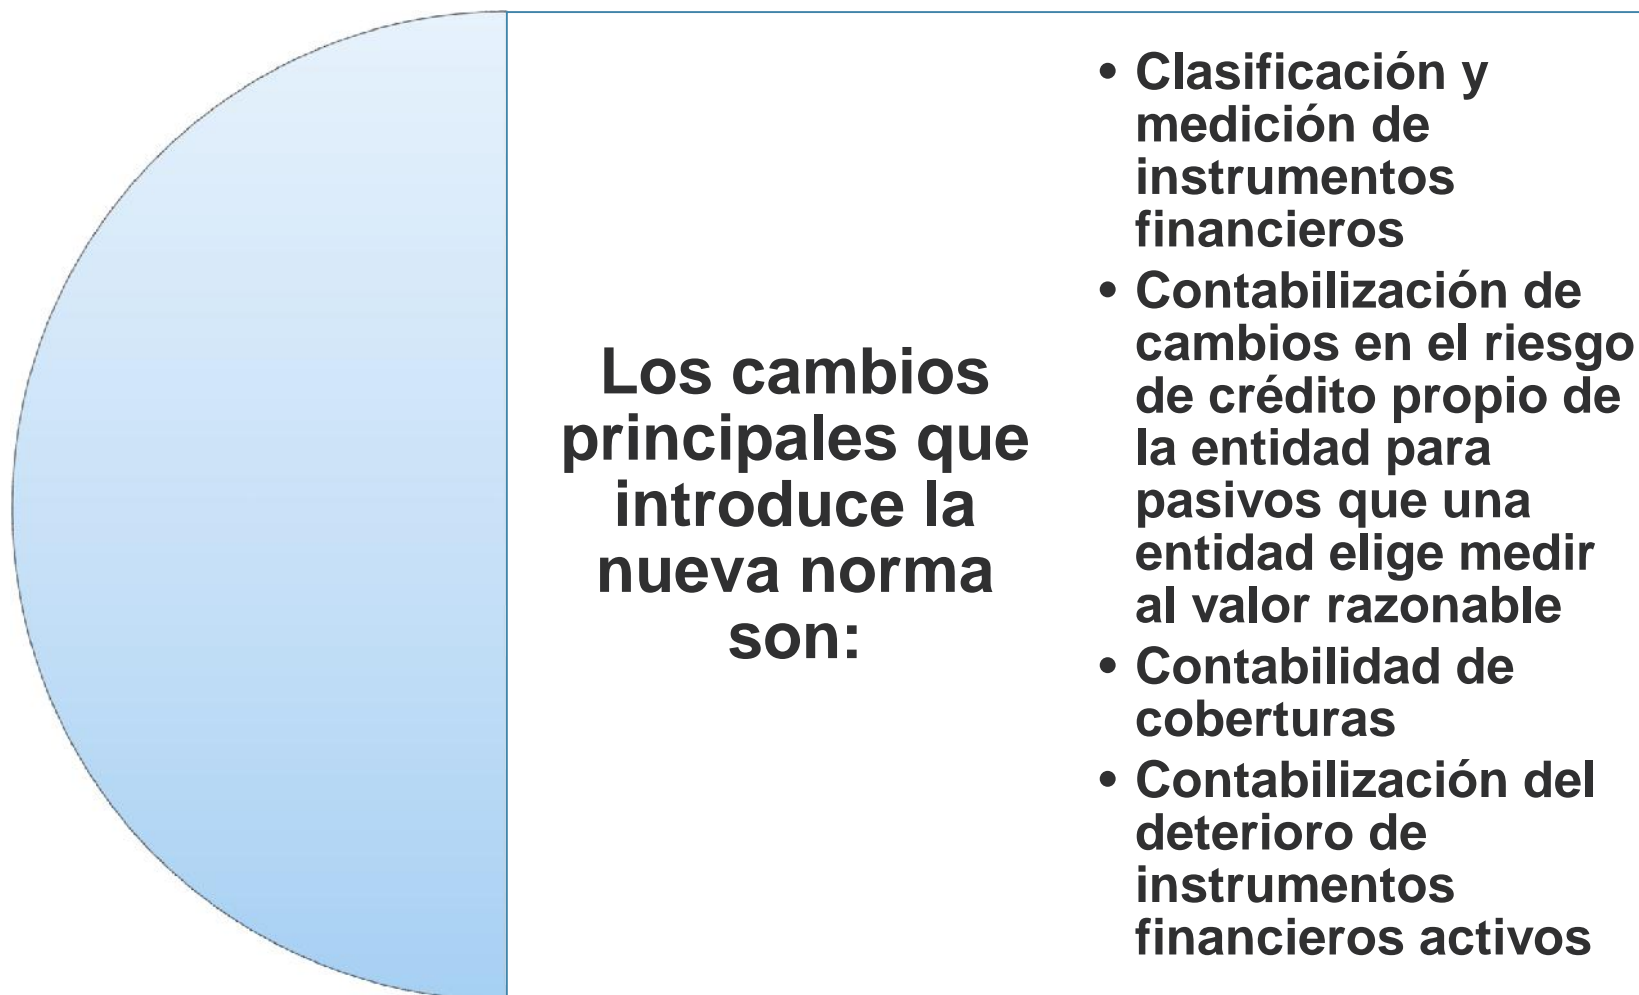 Los cambios
principales que
introduce la
nueva norma
son:
• Clasificación y
medición de
instrumentos
financieros
• Contabilización de
cambios en el riesgo
de crédito propio de
la entidad para
pasivos que una
entidad elige medir
al valor razonable
• Contabilidad de
coberturas
• Contabilización del
deterioro de
instrumentos
financieros activos